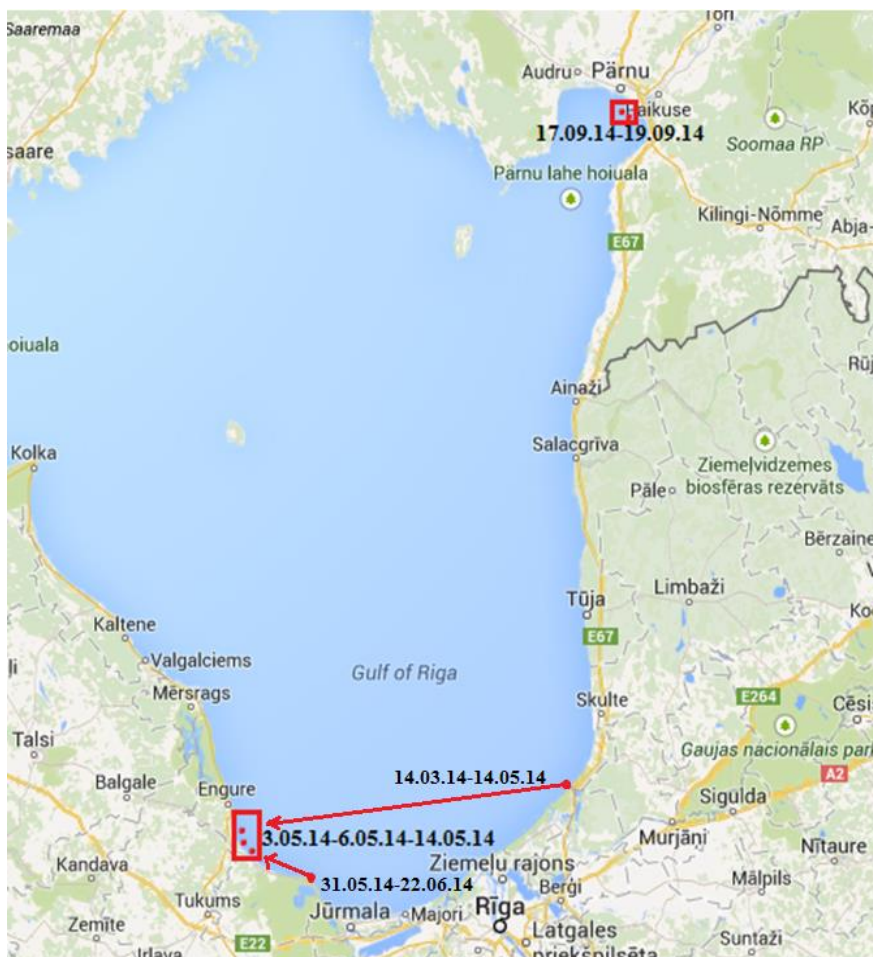 Saaremaa
Tori
Audru
Pärnu
Paikuse
17.09.14-19.09.14
Kõp
saare
Soomaa RP
Pärnu lahe hoiuala
Kilingi-Nõmme
Abja-
E67
oiuala
Rūj
Ainaži
Kolka
Salacgrīva
Ziemeļvidzemes
biosfēras rezervāts
Pāle
Bērzaine
V
Limbaži
Tūja
Ko
Kaltene
E67
Valgalciems
ļi
Gulf of Riga
Mērsrags
Skulte
E264
Cēsi
Talsi
Gaujas nacionālais park
14.03.14-14.05.14
A2
Balgale
Engure
Sigulda
3.05.14-6.05.14-14.05.14
Murjāņi
Nītaure
Kandava
Ziemeļu rajons
31.05.14-22.06.14
Berģi
Mālpils
Tukums
Jūrmala
Majori
Rīga
Zemīte
Latgales
priekšpilsēta
E22
Suntaži
Irlava